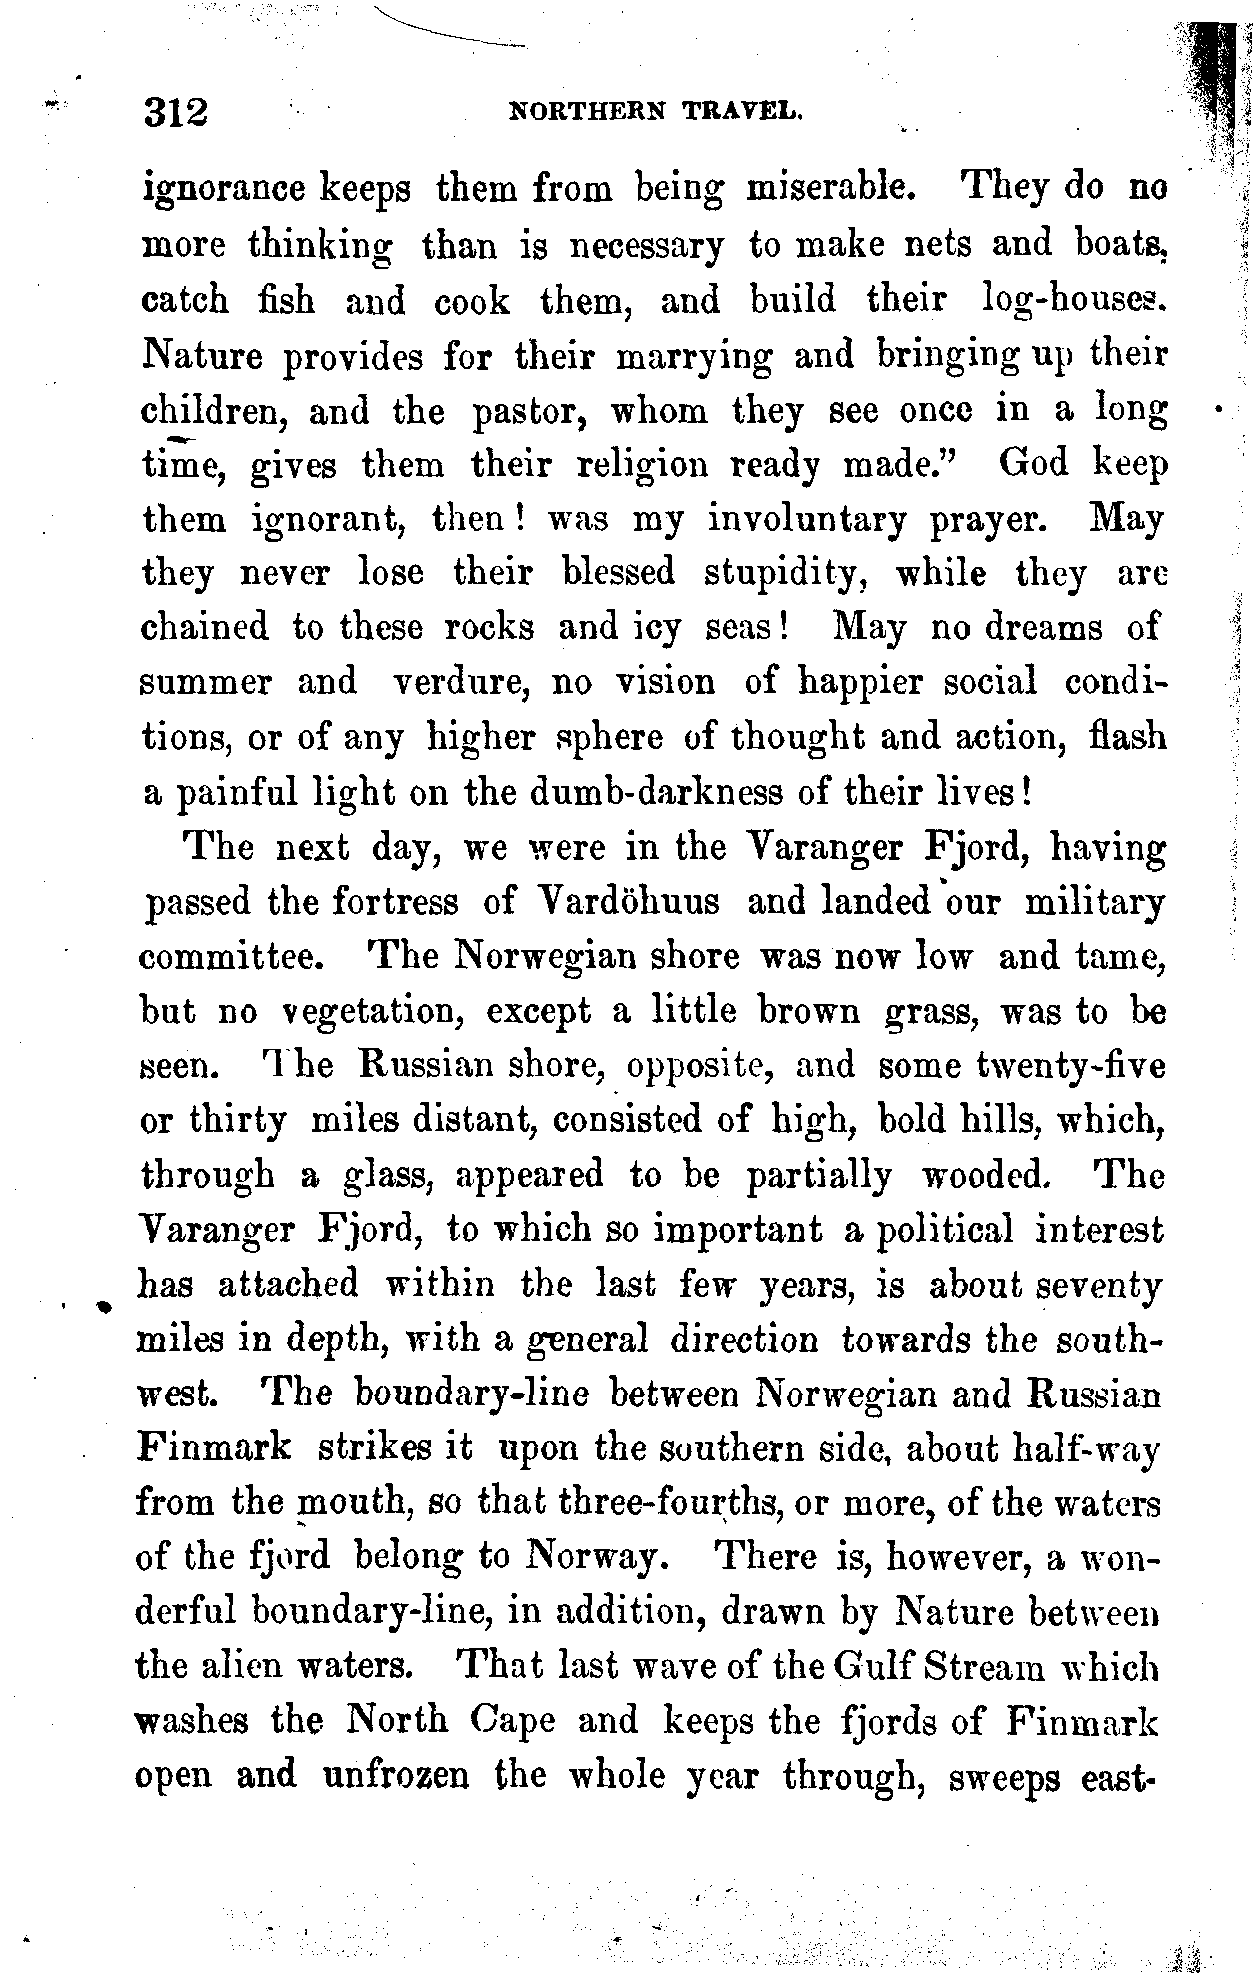 312 NORTHERN TRAVEL.
ignorance keeps them from being miserable. They do no
more thinking than is necessary to make nets and boats,
catch fish and cook them, and build their log-houses.
Nature provides for their marrying and bringing up their
children, and the pastor, whom they see once in a long
time, gives them their religion ready made.” God keep
them ignorant, then! was my involuntary prayer. May
they never lose their blessed stupidity, while they are
chained to these rocks and icy seas! May no dreams of
summer and verdure, no vision of happier social condi-
tions, or of any higher sphere of thought and action, flash
a painful light on the dumb-darkness of their lives!
The next day, we were in the Varanger Fjord, having
passed the fortress of Vardöhuus and landed our military
committee. The Norwegian shore was now low and tame,
but no vegetation, except a little brown grass, was to be
seen. The Russian shore, opposite, and some twenty-five
or thirty miles distant, consisted of high, bold hills, which,
through a glass, appeared to be partially wooded. The
Varanger Fjord, to which so important a political interest
has attached within the last few years, is about seventy
miles in depth, with a general direction towards the south-
west. The boundary-line between Norwegian and Russian
Finmark strikes it upon the southern side, about half-way
from the mouth, so that three-fourths, or more, of the waters
of the fjord belong to Norway. There is, however, a won-
derful boundary-line, in addition, drawn by Nature between
the alien waters. That last wave of the Gulf Stream which
washes the North Cape and keeps the fjords of Finmark
open and unfrozen the whole year through, sweeps east-